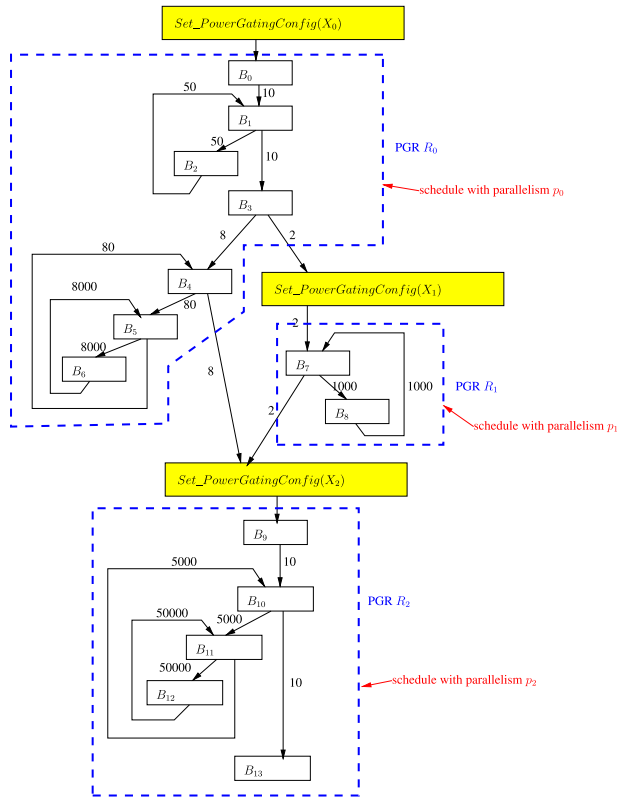 Set_PowerGatingConfig(X₀)
B₀
10
50
B₁
50
10
B₂
PGR R₀
schedule with parallelism p₀
B₃
8
2
80
B₄
Set_PowerGatingConfig(X₁)
8000
80
B₅
2
8000
B₆
B₇
8
1000
1000
PGR R₁
2
B₈
schedule with parallelism p₁
Set_PowerGatingConfig(X₂)
B₉
5000
10
B₁₀
PGR R₂
50000
5000
B₁₁
50000
B₁₂
10
schedule with parallelism p₂
B₁₃